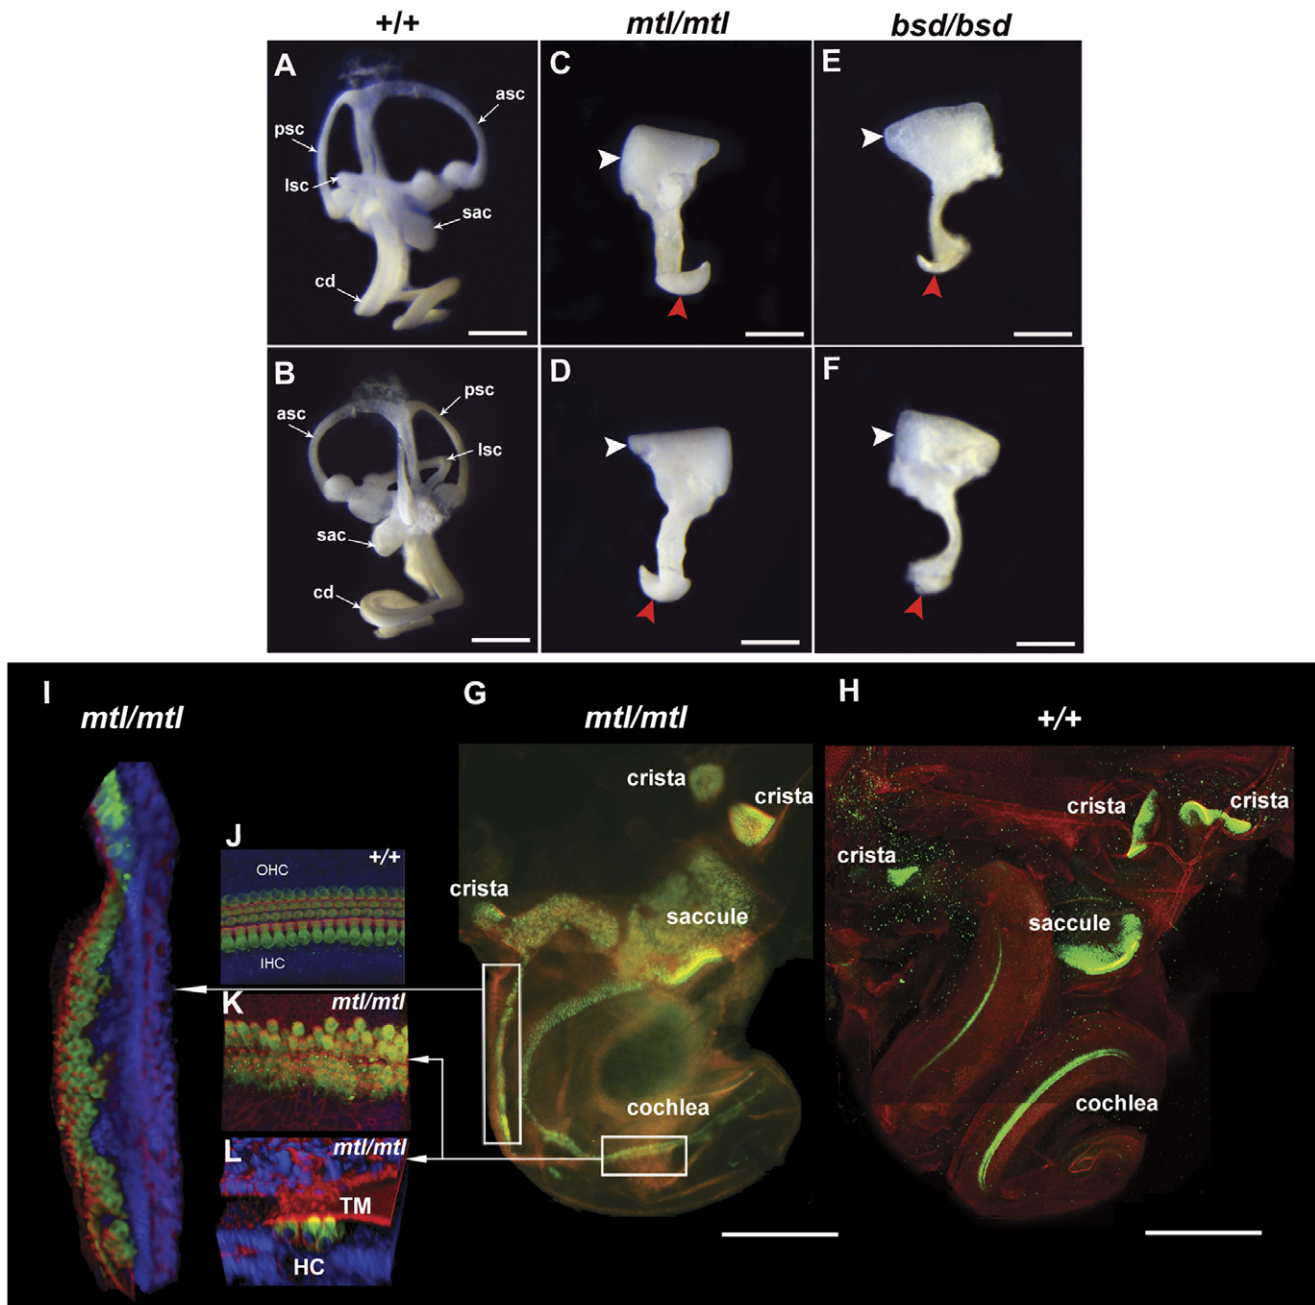 +/+ mtl/mtl bsd/bsd
A C E
asc
psc
lsc
sac
cd
B D F
psc
asc
lsc
sac
cd
I G H
mtl/mtl mtl/mtl +/+
crista
crista
crista crista
crista
crista
J +/+
OHC
IHC
saccule
saccule
K mtl/mtl
cochlea
cochlea
L mtl/mtl
TM
HC